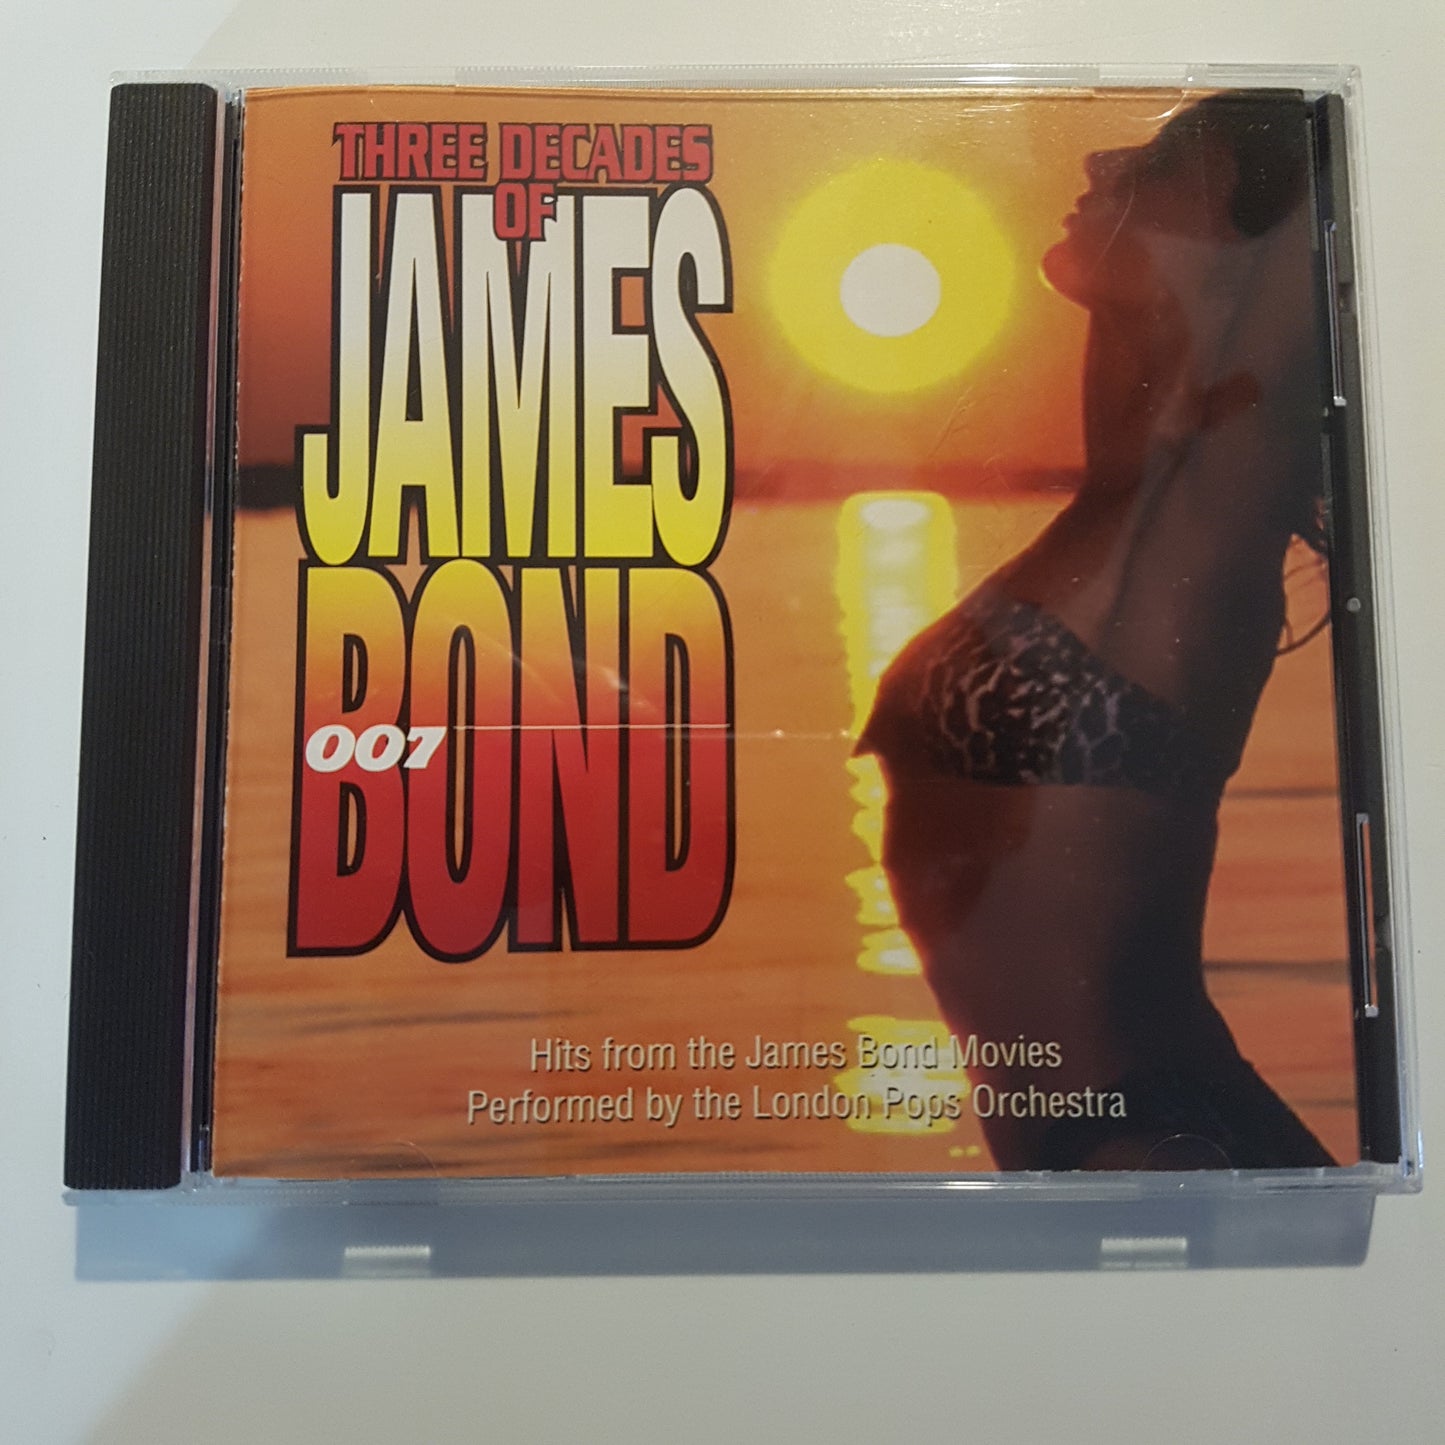 THREE DECADES
OF
JAMES
BOND
007
Hits from the James Bond Movies
Performed by the London Pops Orchestra